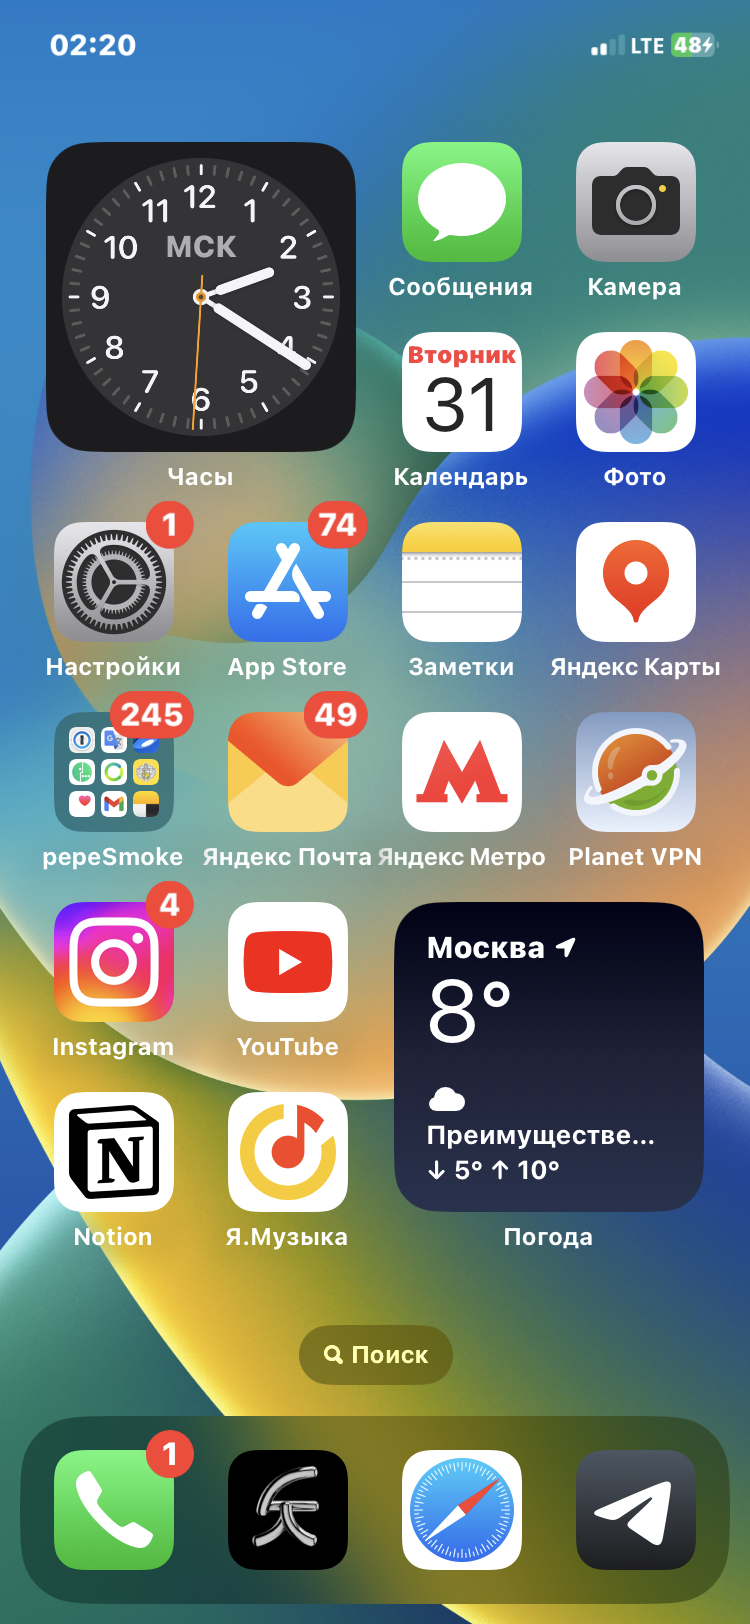 02:20
LTE 48
12
11 1
МСК
10 2
9 3
8 4
7 5
6
Часы
Сообщения
Камера
Вторник
31
Календарь
Фото
1
Настройки
74
App Store
Заметки
Яндекс Карты
245
pepeSmoke
49
Яндекс Почта
Яндекс Метро
Planet VPN
4
Instagram
YouTube
Москва
8°
Преимуществе...
↓ 5° ↑ 10°
Погода
N
Notion
Я.Музыка
Поиск
1